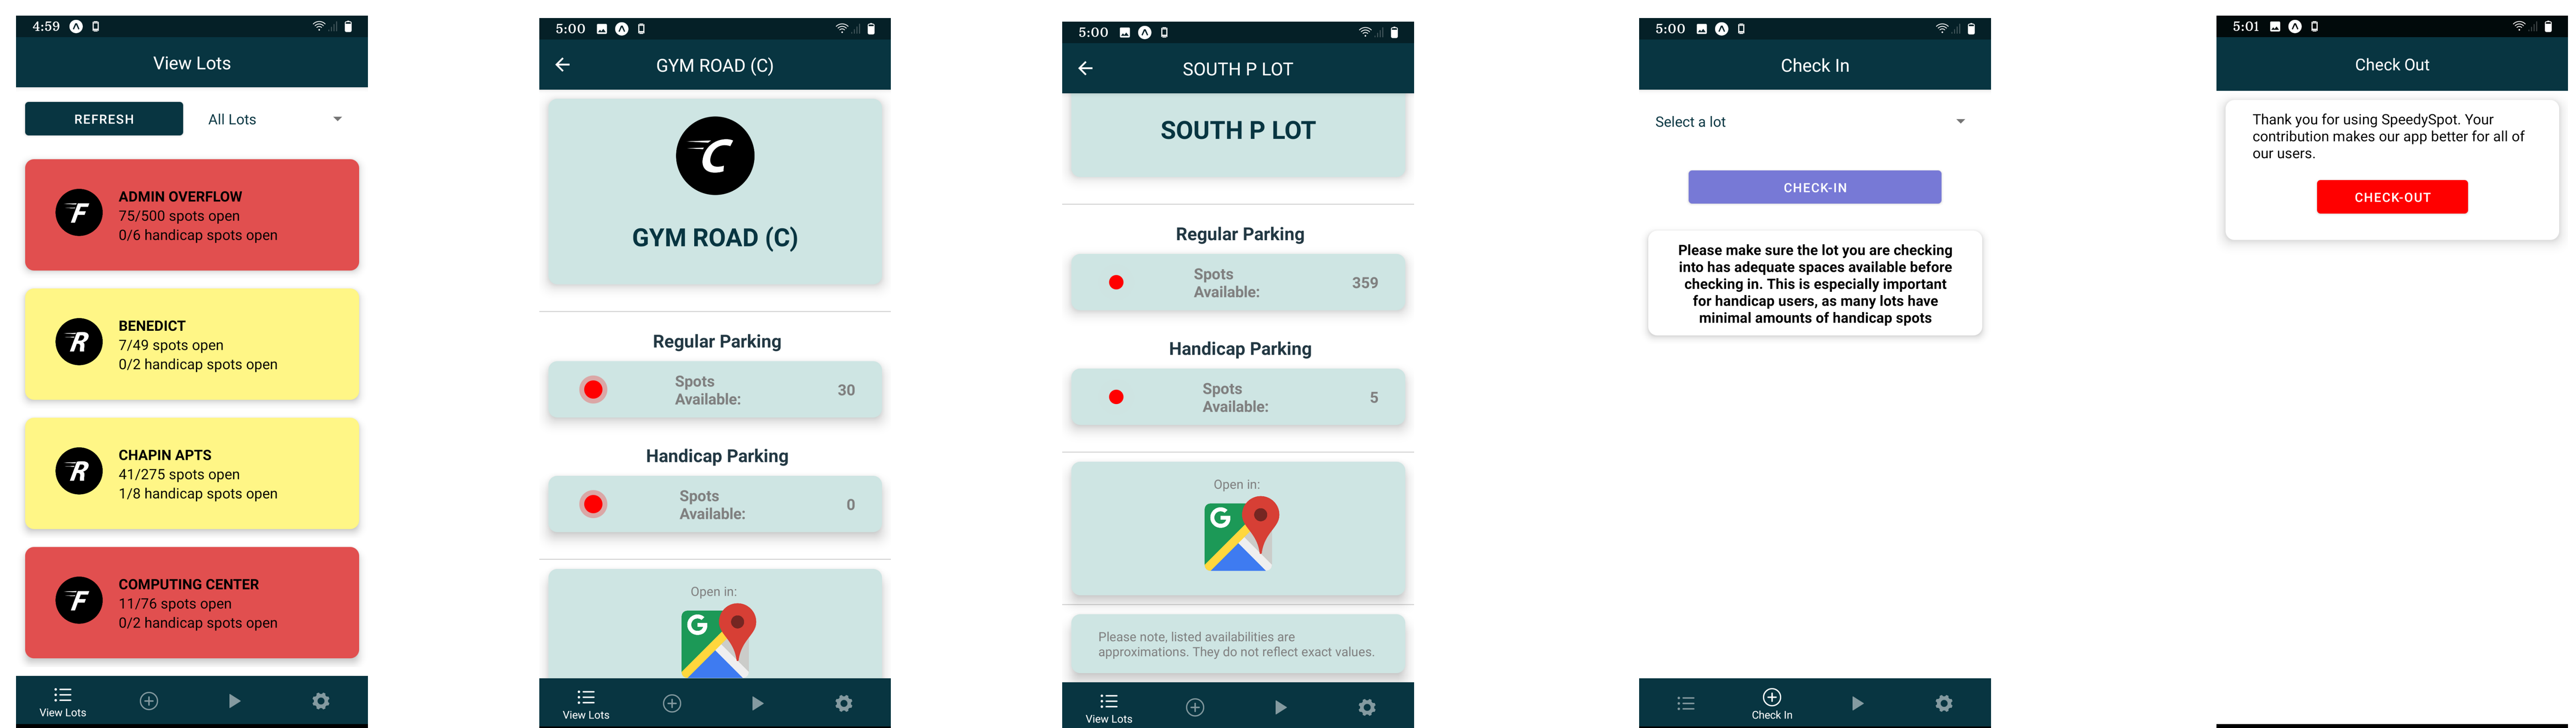 4:59
View Lots
REFRESH
All Lots
F
ADMIN OVERFLOW
75/500 spots open
0/6 handicap spots open
R
BENEDICT
7/49 spots open
0/2 handicap spots open
R
CHAPIN APTS
41/275 spots open
1/8 handicap spots open
F
COMPUTING CENTER
11/76 spots open
0/2 handicap spots open
View Lots
5:00
GYM ROAD (C)
C
GYM ROAD (C)
Regular Parking
Spots
Available:
30
Handicap Parking
Spots
Available:
0
Open in:
G
View Lots
5:00
SOUTH P LOT
SOUTH P LOT
Regular Parking
Spots
Available:
359
Handicap Parking
Spots
Available:
5
Open in:
G
Please note, listed availabilities are
approximations. They do not reflect exact values.
View Lots
5:00
Check In
Select a lot
CHECK-IN
Please make sure the lot you are checking
into has adequate spaces available before
checking in. This is especially important
for handicap users, as many lots have
minimal amounts of handicap spots
Check In
5:01
Check Out
Thank you for using SpeedySpot. Your
contribution makes our app better for all of
our users.
CHECK-OUT